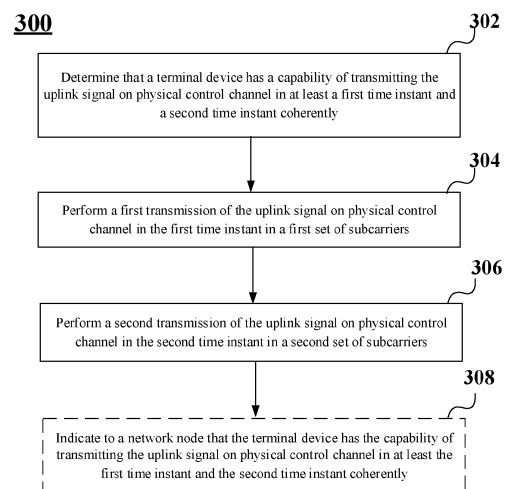 300
302
Determine that a terminal device has a capability of transmitting the
uplink signal on physical control channel in at least a first time instant and
a second time instant coherently
304
Perform a first transmission of the uplink signal on physical control
channel in the first time instant in a first set of subcarriers
306
Perform a second transmission of the uplink signal on physical control
channel in the second time instant in a second set of subcarriers
308
Indicate to a network node that the terminal device has the capability of
transmitting the uplink signal on physical control channel in at least the
first time instant and the second time instant coherently